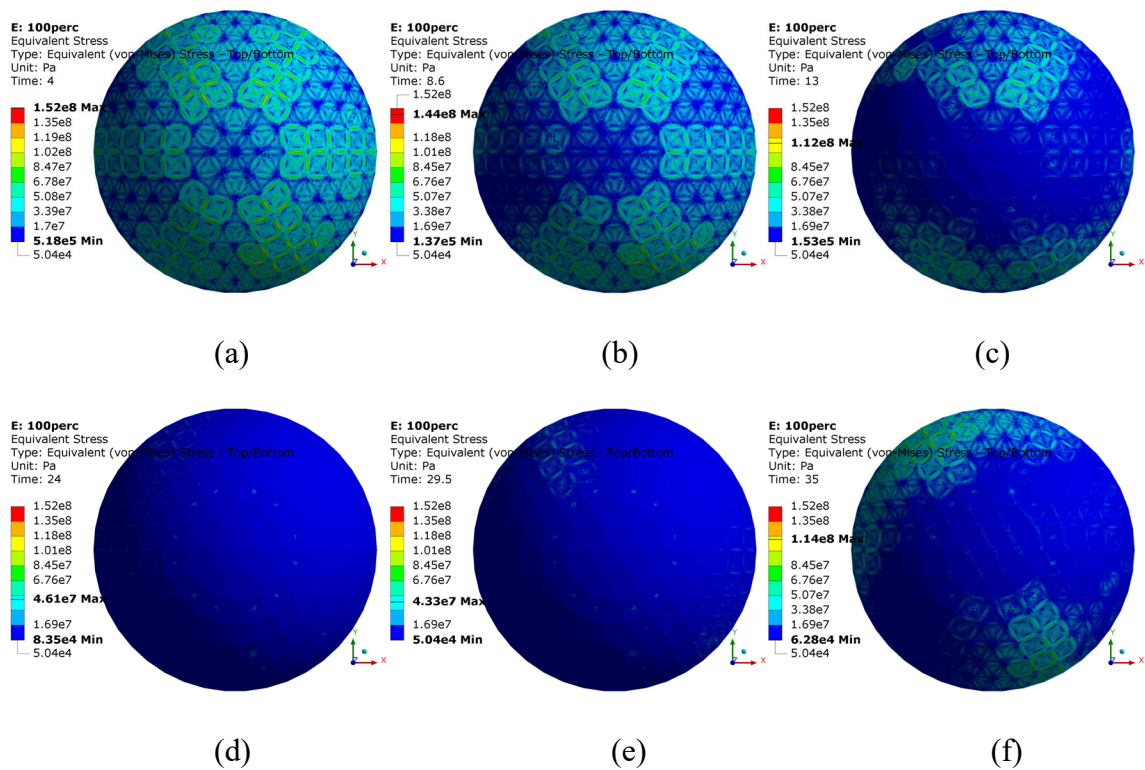 E: 100perc
Equivalent Stress
Type: Equivalent (von-Mises) Stress - Top/Bottom
Unit: Pa
Time: 4
1.52e8 Max
1.35e8
1.19e8
1.02e8
8.47e7
6.78e7
5.08e7
3.39e7
1.7e7
5.18e5 Min
5.04e4
Y
Z
X
(a)
E: 100perc
Equivalent Stress
Type: Equivalent (von-Mises) Stress - Top/Bottom
Unit: Pa
Time: 8.6
1.52e8
1.44e8 Max
1.18e8
1.01e8
8.45e7
6.76e7
5.07e7
3.38e7
1.69e7
1.37e5 Min
5.04e4
Y
Z
X
(b)
E: 100perc
Equivalent Stress
Type: Equivalent (von-Mises) Stress - Top/Bottom
Unit: Pa
Time: 13
1.52e8
1.35e8
1.12e8 Max
8.45e7
6.76e7
5.07e7
3.38e7
1.69e7
1.53e5 Min
5.04e4
Y
Z
X
(c)
E: 100perc
Equivalent Stress
Type: Equivalent (von-Mises) Stress - Top/Bottom
Unit: Pa
Time: 24
1.52e8
1.35e8
1.18e8
1.01e8
8.45e7
6.76e7
4.61e7 Max
1.69e7
8.35e4 Min
5.04e4
Y
Z
X
(d)
E: 100perc
Equivalent Stress
Type: Equivalent (von-Mises) Stress - Top/Bottom
Unit: Pa
Time: 29.5
1.52e8
1.35e8
1.18e8
1.01e8
8.45e7
6.76e7
4.33e7 Max
1.69e7
5.04e4 Min
Y
Z
X
(e)
E: 100perc
Equivalent Stress
Type: Equivalent (von-Mises) Stress - Top/Bottom
Unit: Pa
Time: 35
1.52e8
1.35e8
1.14e8 Max
8.45e7
6.76e7
5.07e7
3.38e7
1.69e7
6.28e4 Min
5.04e4
Y
Z
X
(f)